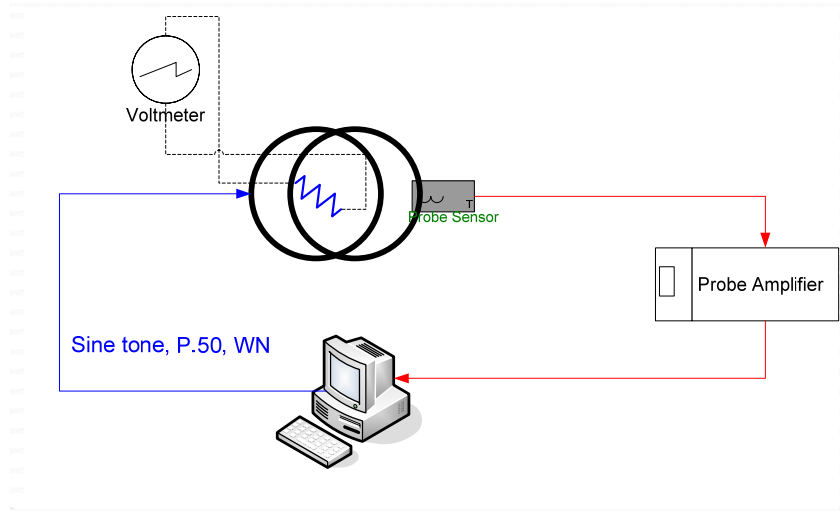 Voltmeter
T
Probe Sensor
Probe Amplifier
Sine tone, P.50, WN